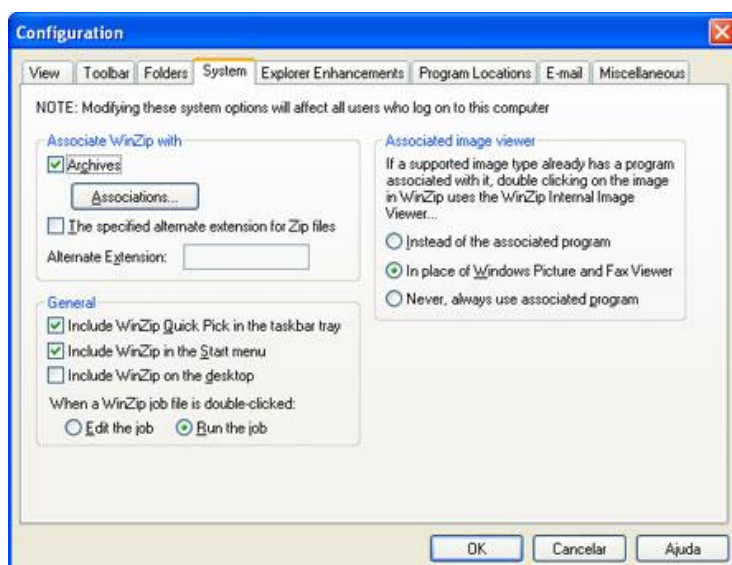 Configuration
View Toolbar Folders System Explorer Enhancements Program Locations E-mail Miscellaneous
NOTE: Modifying these system options will affect all users who log on to this computer
Associate WinZip with
Archives
Associations...
The specified alternate extension for Zip files
Alternate Extension:
General
Include WinZip Quick Pick in the taskbar tray
Include WinZip in the Start menu
Include WinZip on the desktop
When a WinZip job file is double-clicked:
Edit the job Run the job
Associated image viewer
If a supported image type already has a program
associated with it, double clicking on the image
in WinZip uses the WinZip Internal Image
Viewer...
Instead of the associated program
In place of Windows Picture and Fax Viewer
Never, always use associated program
OK Cancelar Ajuda